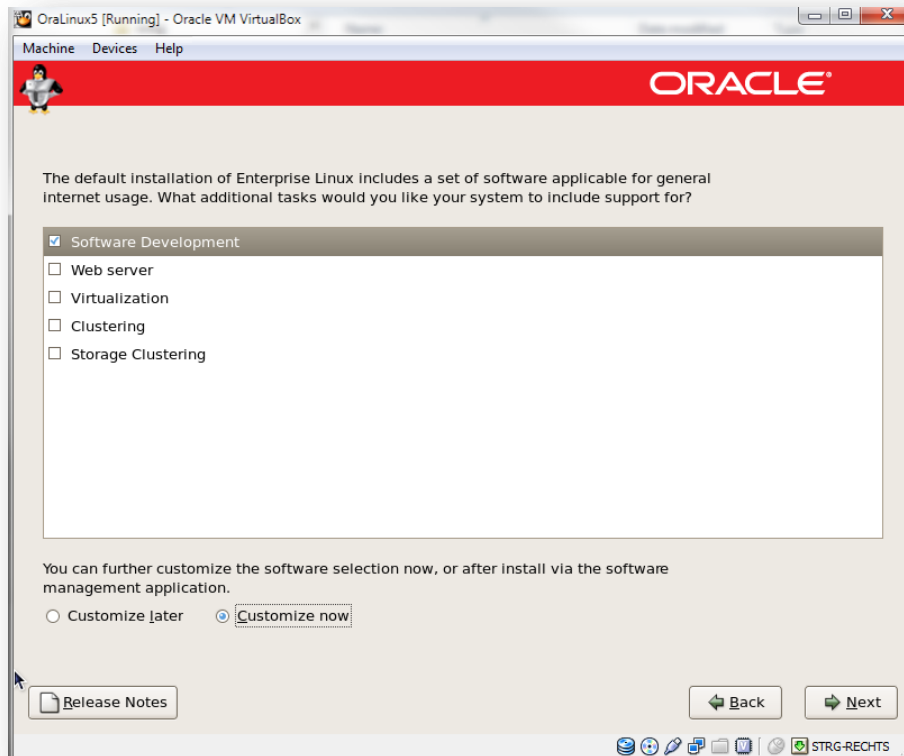 OraLinux5 [Running] - Oracle VM VirtualBox
Machine Devices Help
ORACLE®
The default installation of Enterprise Linux includes a set of software applicable for general
internet usage. What additional tasks would you like your system to include support for?
Software Development
Web server
Virtualization
Clustering
Storage Clustering
You can further customize the software selection now, or after install via the software
management application.
Customize later Customize now
Release Notes Back Next
STRG-RECHTS